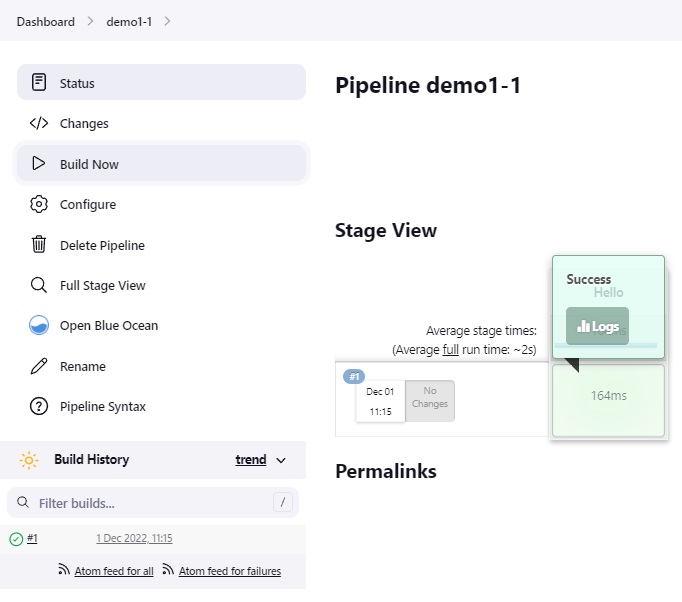 Dashboard > demo1-1 >
Status
Changes
Build Now
Configure
Delete Pipeline
Full Stage View
Open Blue Ocean
Rename
Pipeline Syntax
Build History
trend
Filter builds...
/
#1
1 Dec 2022, 11:15
Atom feed for all
Atom feed for failures
Pipeline demo1-1
Stage View
Success
Hello
Logs
Average stage times:
(Average full run time: ~2s)
#1
Dec 01
11:15
No
Changes
164ms
Permalinks